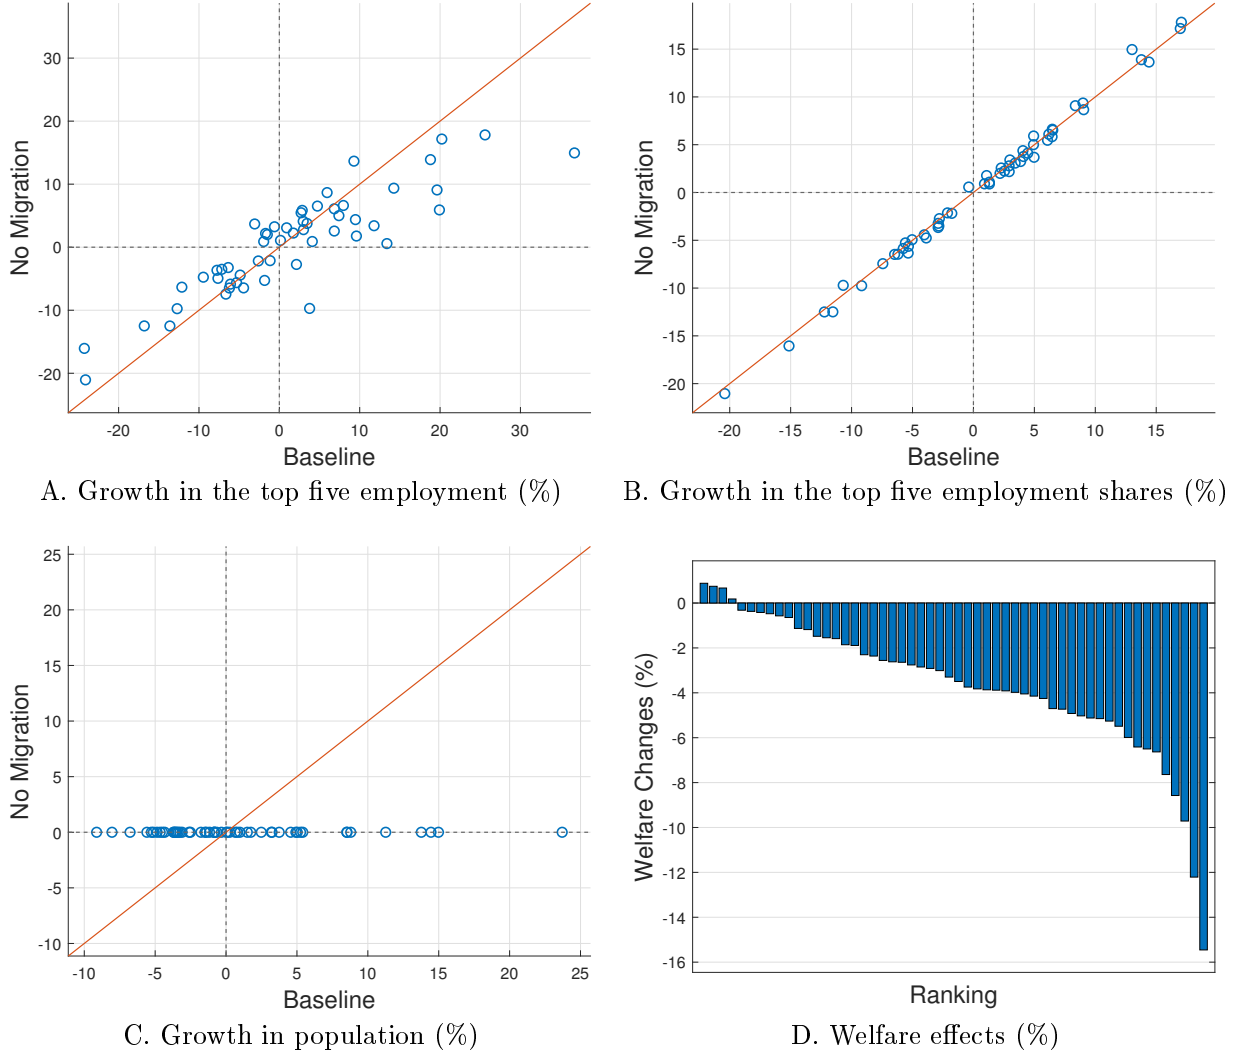 30
20
10
0
-10
-20
-20 -10 0 10 20 30
No Migration
Baseline
A. Growth in the top five employment (%)
15
10
5
0
-5
-10
-15
-20
-20 -15 -10 -5 0 5 10 15
No Migration
Baseline
B. Growth in the top five employment shares (%)
25
20
15
10
5
0
-5
-10
-10 -5 0 5 10 15 20 25
No Migration
Baseline
C. Growth in population (%)
0
-2
-4
-6
-8
-10
-12
-14
-16
Welfare Changes (%)
Ranking
D. Welfare effects (%)